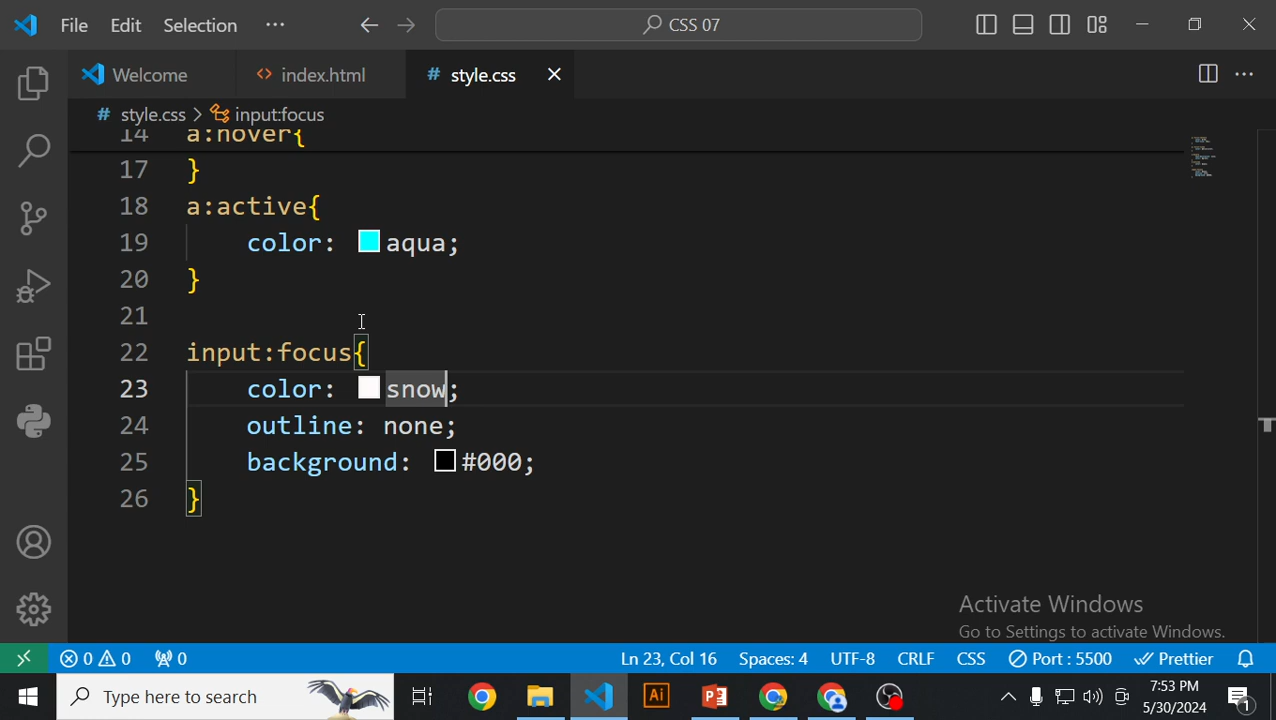 File Edit Selection ··· CSS 07
Welcome index.html # style.css
# style.css > input:focus
14 a:hover{
17 }
18 a:active{
19 color: aqua;
20 }
21
22 input:focus{
23 color: snow;
24 outline: none;
25 background: #000;
26 }
Activate Windows
Go to Settings to activate Windows.
0 0 0 Ln 23, Col 16 Spaces: 4 UTF-8 CRLF CSS Port : 5500 Prettier
Type here to search Ai P 7:53 PM
5/30/2024 1